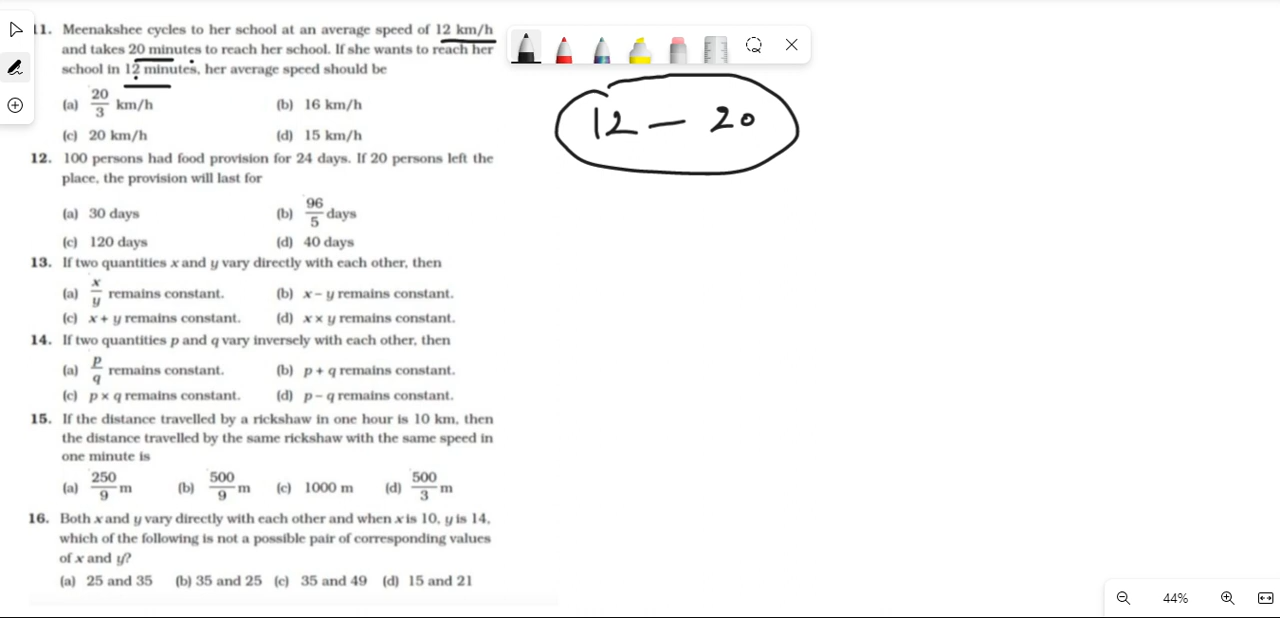 11. Meenakshee cycles to her school at an average speed of 12 km/h
and takes 20 minutes to reach her school. If she wants to reach her
school in 12 minutes, her average speed should be
(a) 20/3 km/h (b) 16 km/h
(c) 20 km/h (d) 15 km/h
12 — 20
12. 100 persons had food provision for 24 days. If 20 persons left the
place, the provision will last for
(a) 30 days (b) 96/5 days
(c) 120 days (d) 40 days
13. If two quantities x and y vary directly with each other, then
(a) x/y remains constant. (b) x – y remains constant.
(c) x + y remains constant. (d) x × y remains constant.
14. If two quantities p and q vary inversely with each other, then
(a) p/q remains constant. (b) p + q remains constant.
(c) p × q remains constant. (d) p – q remains constant.
15. If the distance travelled by a rickshaw in one hour is 10 km, then
the distance travelled by the same rickshaw with the same speed in
one minute is
(a) 250/9 m (b) 500/9 m (c) 1000 m (d) 500/3 m
16. Both x and y vary directly with each other and when x is 10, y is 14,
which of the following is not a possible pair of corresponding values
of x and y?
(a) 25 and 35 (b) 35 and 25 (c) 35 and 49 (d) 15 and 21
44%